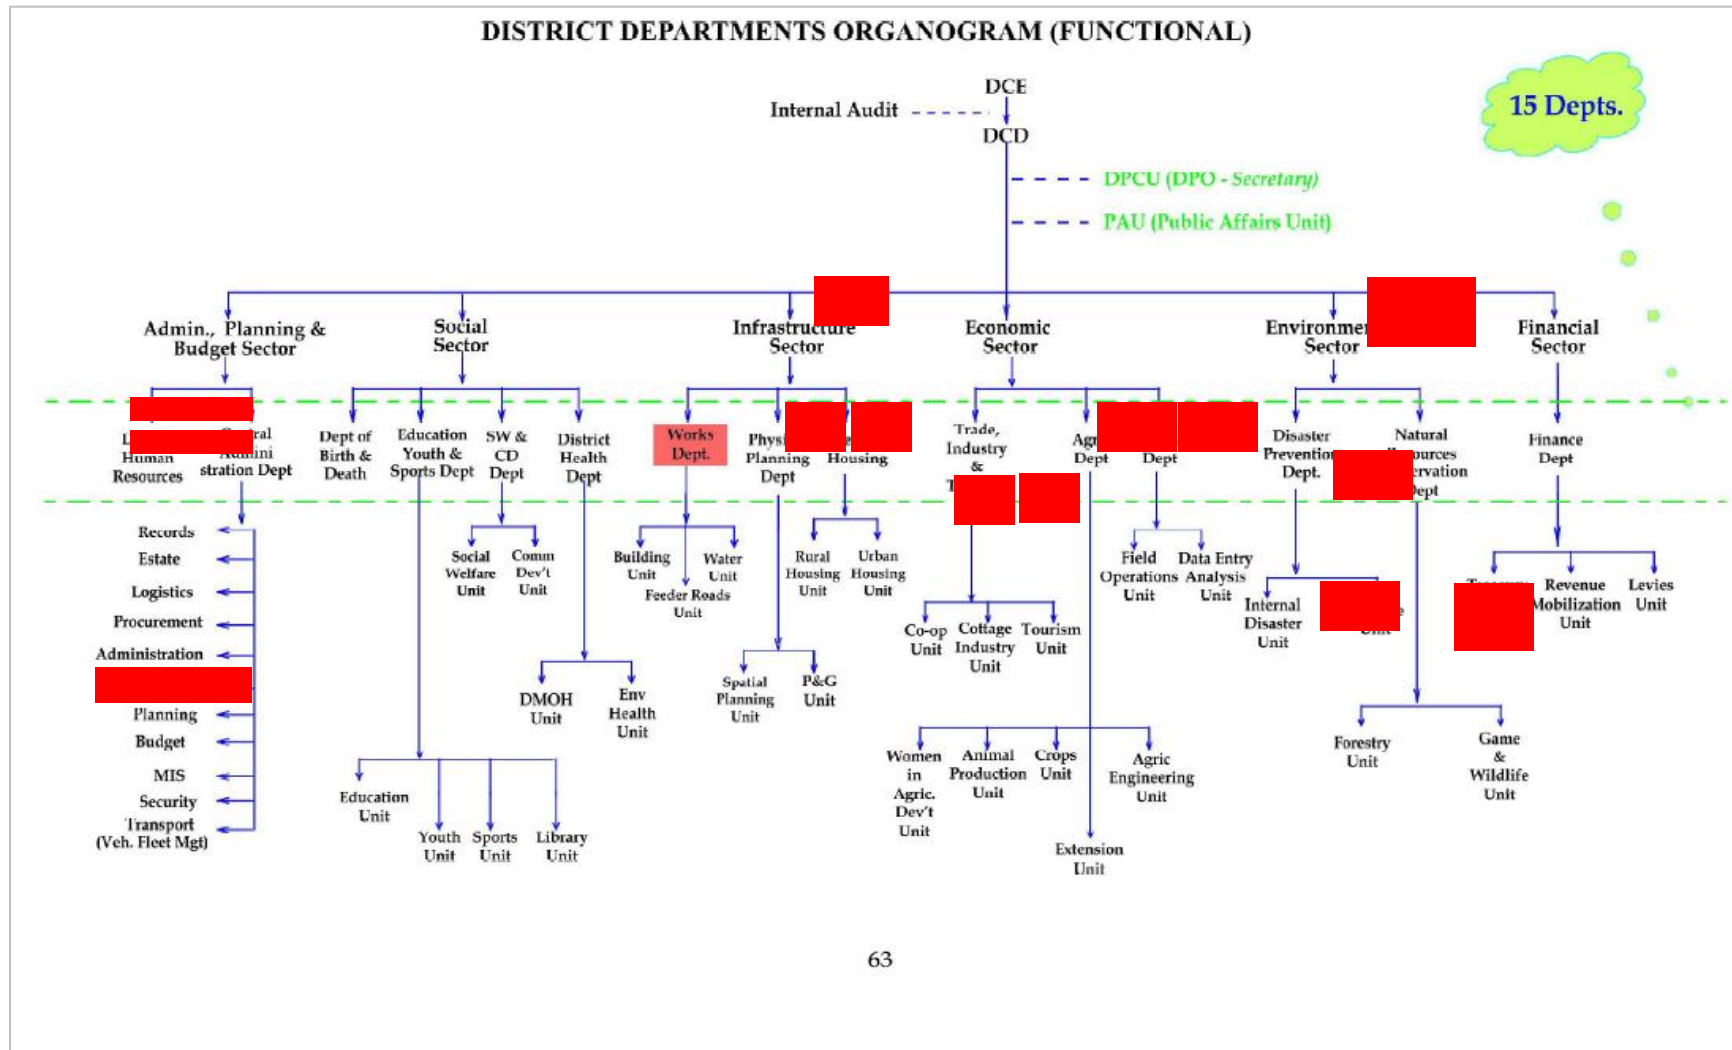 DISTRICT DEPARTMENTS ORGANOGRAM (FUNCTIONAL)
DCE
Internal Audit
15 Depts.
DCD
DPCU (DPO - Secretary)
PAU (Public Affairs Unit)
Admin., Planning &
Budget Sector
Social
Sector
Infrastructure
Sector
Economic
Sector
Sector
Financial
Sector
Human
Resources
stration Dept
Dept of
Birth &
Death
Education
Youth &
Sports Dept
SW &
CD
Dept
District
Health
Dept
Works
Dept.
Planning
Dept
Housing
Trade,
Industry
&
Dept
Dept
Disaster
Prevention
Dept.
Natural
Dept
Finance
Dept
Records
Estate
Logistics
Procurement
Administration
Planning
Budget
MIS
Security
Transport
(Veh. Fleet Mgt)
Social
Welfare
Unit
Comm
Dev't
Unit
Building
Unit
Water
Unit
Feeder Roads
Unit
Rural
Housing
Unit
Urban
Housing
Unit
Field
Operations
Unit
Data Entry
Analysis
Unit
Internal
Disaster
Unit
Revenue
Mobilization
Unit
Levies
Unit
Co-op
Unit
Cottage
Industry
Unit
Tourism
Unit
DMOH
Unit
Env
Health
Unit
Spatial
Planning
Unit
P&G
Unit
Women
in
Agric.
Dev't
Unit
Animal
Production
Unit
Crops
Unit
Agric
Engineering
Unit
Forestry
Unit
Game
&
Wildlife
Unit
Education
Unit
Youth
Unit
Sports
Unit
Library
Unit
Extension
Unit
63